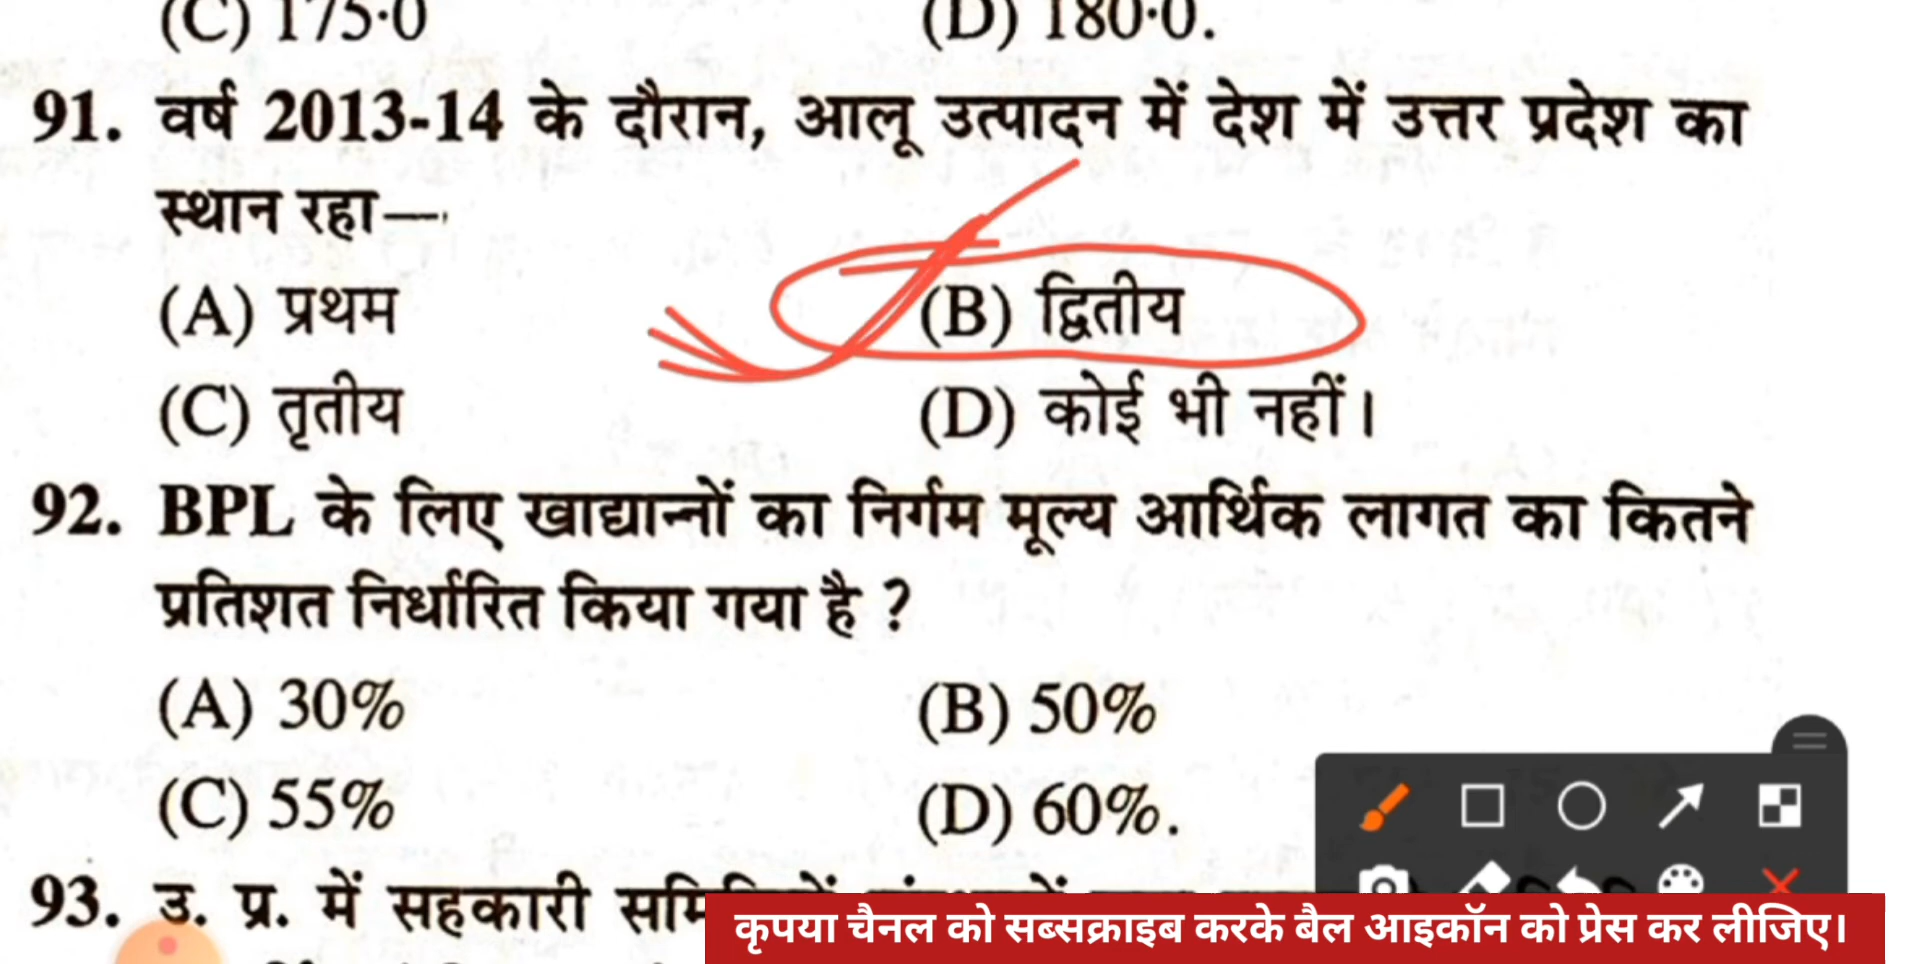 (C) 175·0 (D) 180·0.
91. वर्ष 2013-14 के दौरान, आलू उत्पादन में देश में उत्तर प्रदेश का
स्थान रहा—
(A) प्रथम (B) द्वितीय
(C) तृतीय (D) कोई भी नहीं।
92. BPL के लिए खाद्यान्नों का निर्गम मूल्य आर्थिक लागत का कितने
प्रतिशत निर्धारित किया गया है ?
(A) 30% (B) 50%
(C) 55% (D) 60%.
93. उ. प्र. में सहकारी
कृपया चैनल को सब्सक्राइब करके बैल आइकॉन को प्रेस कर लीजिए।